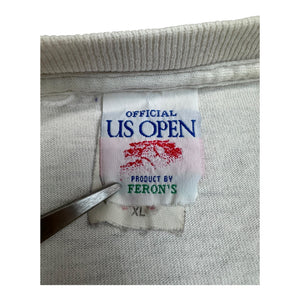 OFFICIAL
US OPEN
PRODUCT BY
FERON'S
XL